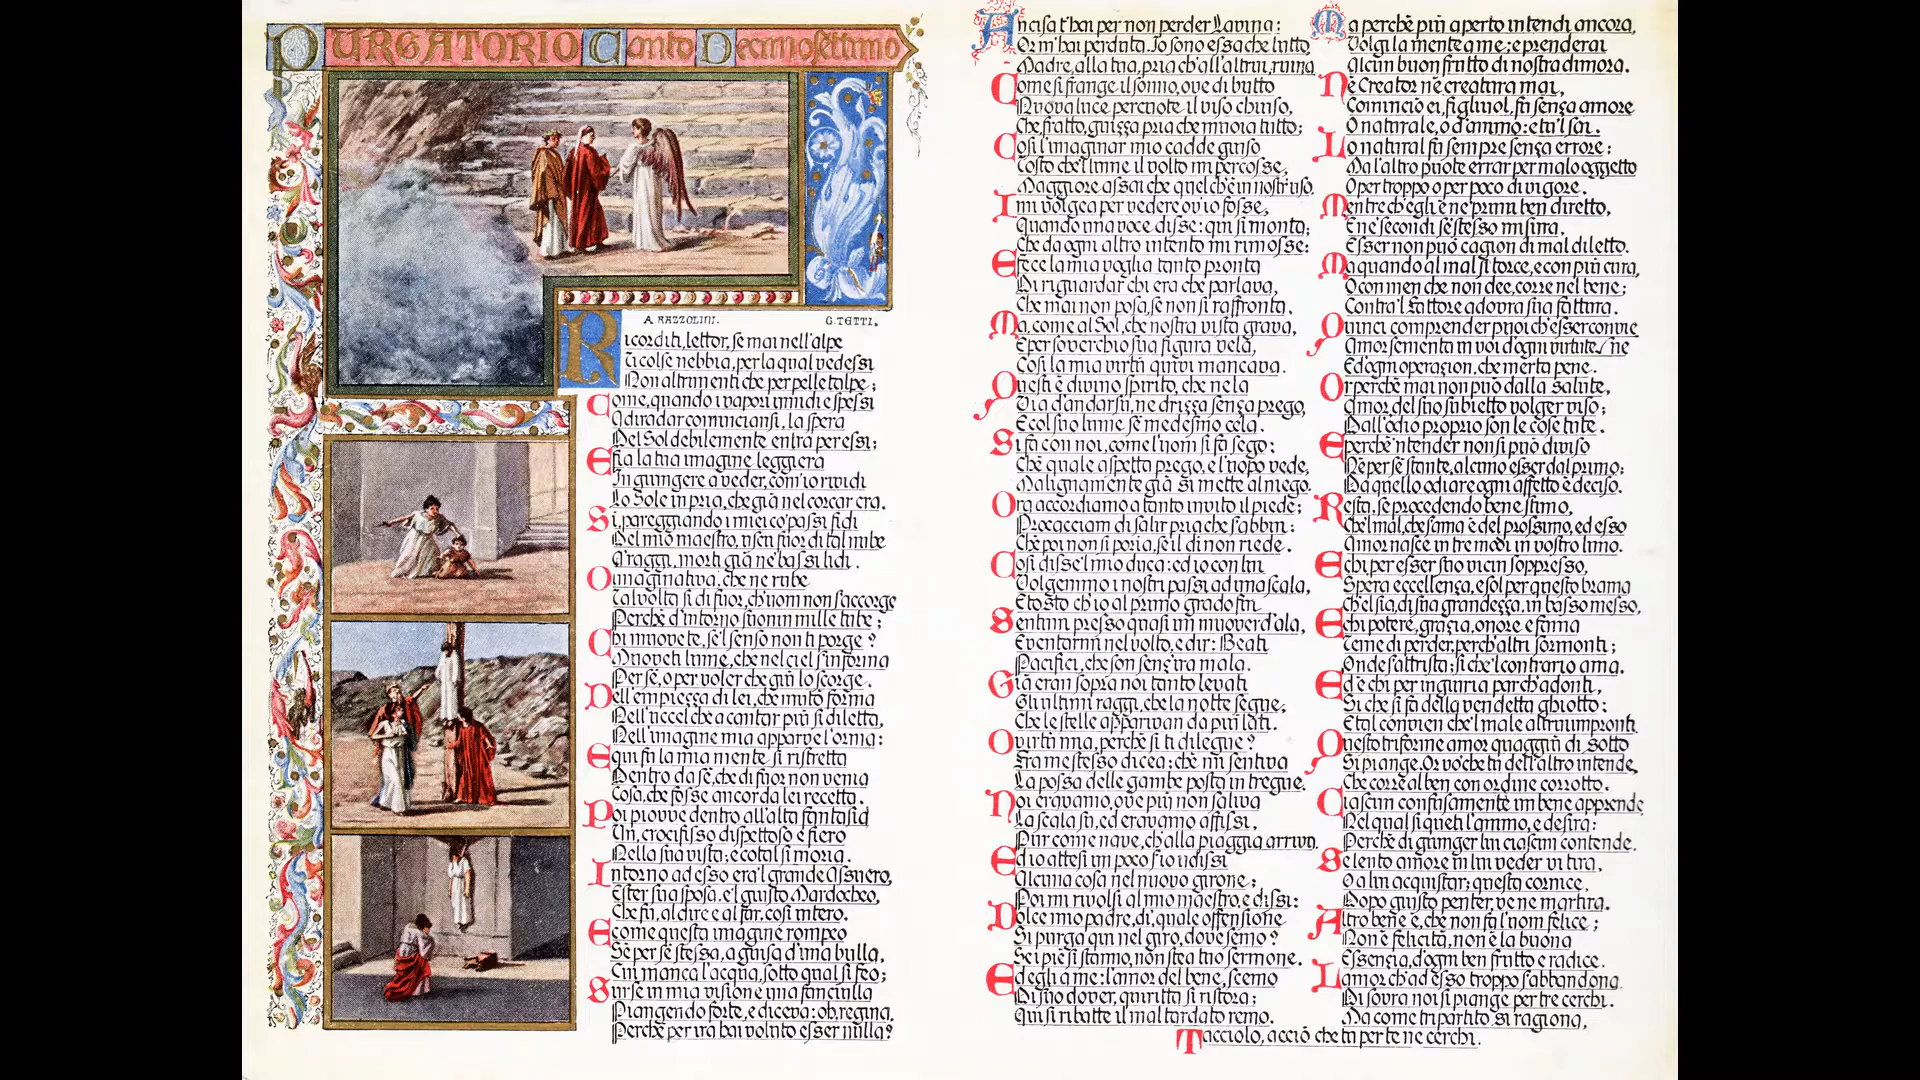 PURGATORIO Canto Decimosettimo
A. RAZZOLINI. G. TETTI.
Ricorditi, lettor, se mai nell'alpe
Ti colse nebbia, per la qual vedessi
Non altrimenti che per pelle talpe;
Come, quando i vapori umidi e spessi
A diradar cominciansi, la spera
Del Sol debilemente entra per essi;
E fia la tua imagine leggiera
In giungere a veder, com'io rividi
Lo Sole in pria, che già nel corcar era.
Sì, pareggiando i miei co' passi fidi
Del mio maestro, uscii fuor di tal nube
A' raggi, morti già ne' bassi lidi.
O imaginativa, che ne rube
Talvolta sì di fuor, ch'uom non s'accorge
Perchè d'intorno suonin mille tube;
Chi muove te, se'l senso non ti porge?
Muoveti lume, che nel ciel s'informa
Per sè, o per voler che giù lo scorge.
Dell'empiezza di lei, che mutò forma
Nell'uccel che a cantar più si diletta,
Nell'imagine mia apparve l'orma:
E qui fu la mia mente sì ristretta
Dentro da sè, che di fuor non venia
Cosa, che fosse ancor da lei recetta.
Poi piovve dentro all'alta fantasia
Un, crocifisso dispettoso e fiero
Nella sua vista; e cotal si moria.
Intorno ad esso era'l grande Assuero,
Ester sua sposa, e'l giusto Mardocheo,
Che fu, al dire e al far, così intero.
E come questa imagine rompeo
Sè per sè stessa, a guisa d'una bulla,
Cui manca l'acqua, sotto qual si feo;
Surse in mia visione una fanciulla
Piangendo forte, e diceva: oh, regina,
Perchè per ira hai voluto esser nulla?
Ancisa t'hai per non perder Lavina:
Or m'hai perduta. Io sono essa che lutto,
Madre, alla tua, pria ch'all'altrui, ruina.
Come si frange il sonno, ove di butto
Nuova luce percuote il viso chiuso,
Che fratto, guizza pria che muoia tutto;
Così l'imaginar mio cadde giuso
Tosto che'l lume il volto mi percosse,
Maggiore assai che quel ch'è in nostr'uso.
I' mi volgea per vedere ov'io fosse,
Quando una voce disse: qui si monta;
Che da ogni altro intento mi rimosse:
E fece la mia voglia tanto pronta
Di riguardar chi era che parlava,
Che mai non posa, se non si raffronta.
Ma, come al Sol, che nostra vista grava,
E per soverchio sua figura vela,
Così la mia virtù quivi mancava.
Questi è divino spirito, che ne la
Via d'andar su, ne drizza senza prego,
E col suo lume sè medesmo cela.
Sì fa con noi, come l'uom si fa sego;
Chè quale aspetta prego, e l'uopo vede,
Malignamente già si mette al niego.
Ora accordiamo a tanto invito il piede;
Procacciam di salir pria che s'abbui:
Che poi non si poria, se il dì non riede.
Così disse'l mio duca: ed io con lui
Volgemmo i nostri passi ad una scala,
E tosto ch'io al primo grado fui
Sentiimi presso quasi un muover d'ala,
E ventarmi nel volto, e dir: Beati
Pacifici, che son senz'ira mala.
Già eran sopra noi tanto levati
Gli ultimi raggi, che la notte segue,
Che le stelle apparivan da più lati.
O virtù mia, perchè sì ti dilegue?
Fra me stesso dicea; che mi sentiva
La possa delle gambe posta in tregue.
Noi eravamo, ove più non saliva
La scala su, ed eravamo affissi,
Pur come nave, ch'alla piaggia arriva.
Ed io attesi un poco s'io udissi
Alcuna cosa nel nuovo girone;
Poi mi rivolsi al mio maestro, e dissi:
Dolce mio padre, di', quale offensione
Si purga qui nel giro, dove semo?
Se i piè si stanno, non stea tuo sermone.
Ed egli a me: l'amor del bene, scemo
Di suo dover, quiritta si ristora;
Qui si ribatte il mal tardato remo.
Ma perchè più aperto intendi ancora,
Volgi la mente a me; e prenderai
Alcun buon frutto di nostra dimora.
Nè Creator nè creatura mai,
Cominciò ei, figliuol, fu senza amore
O naturale, o d'animo: e tu'l sai.
Lo natural fu sempre senza errore:
Ma l'altro puote errar per malo oggetto
O per troppo o per poco di vigore.
Mentre ch'egli è ne' primi ben diretto,
E ne' secondi sè stesso misura,
Esser non può cagion di mal diletto.
Ma quando al mal si torce, e con più cura,
O con men che non dee, corre nel bene;
Contra 'l Fattore adovra sua fattura.
Quinci comprender puoi ch'esser convie
Amor sementa in voi d'ogni virtute / ne
E d'ogni operazion, che merta pene.
Or perchè mai non può dalla salute,
Amor del suo subietto volger viso;
Dall'odio proprio son le cose tute.
E perchè'ntender non si può diviso
Nè per sè stante, alcuno esser dal primo:
Da quello odiare ogni affetto è deciso.
Resta, se procedendo bene stimo,
Che'l mal, che s'ama è del prossimo, ed esso
Amor nasce in tre modi in vostro limo.
E chi per esser suo vicin soppresso,
Spera eccellenza, e sol per questo brama
Ch'el sia, di sua grandezza, in basso messo.
E chi potere, grazia, onore e fama
Teme di perder, perch'altri sormonti;
Onde s'attrista, sì che'l contrario ama.
Ed è chi per ingiuria par ch'adonti,
Sì che si fa della vendetta ghiotto;
E tal convien che'l male altrui impronti.
Questo triforme amor quaggiù di sotto
Si piange. Or vo' che tu dell'altro intende,
Che corre al ben con ordine corrotto.
Ciascun confusamente un bene apprende
Nel qual si queti l'animo, e desira:
Perchè di giunger lui ciascun contende.
Se lento amore in lui veder vi tira,
O a lui acquistar; questa cornice,
Dopo giusto penter, ve ne martira.
Altro bene è, che non fa l'uom felice;
Non è felicità, non è la buona
Essenza, d'ogni ben frutto e radice.
L'amor ch'ad esso troppo s'abbandona
Di sovra noi si piange per tre cerchi.
Ma come tripartito si ragiona,
Tacciolo, acciò che tu per te ne cerchi.